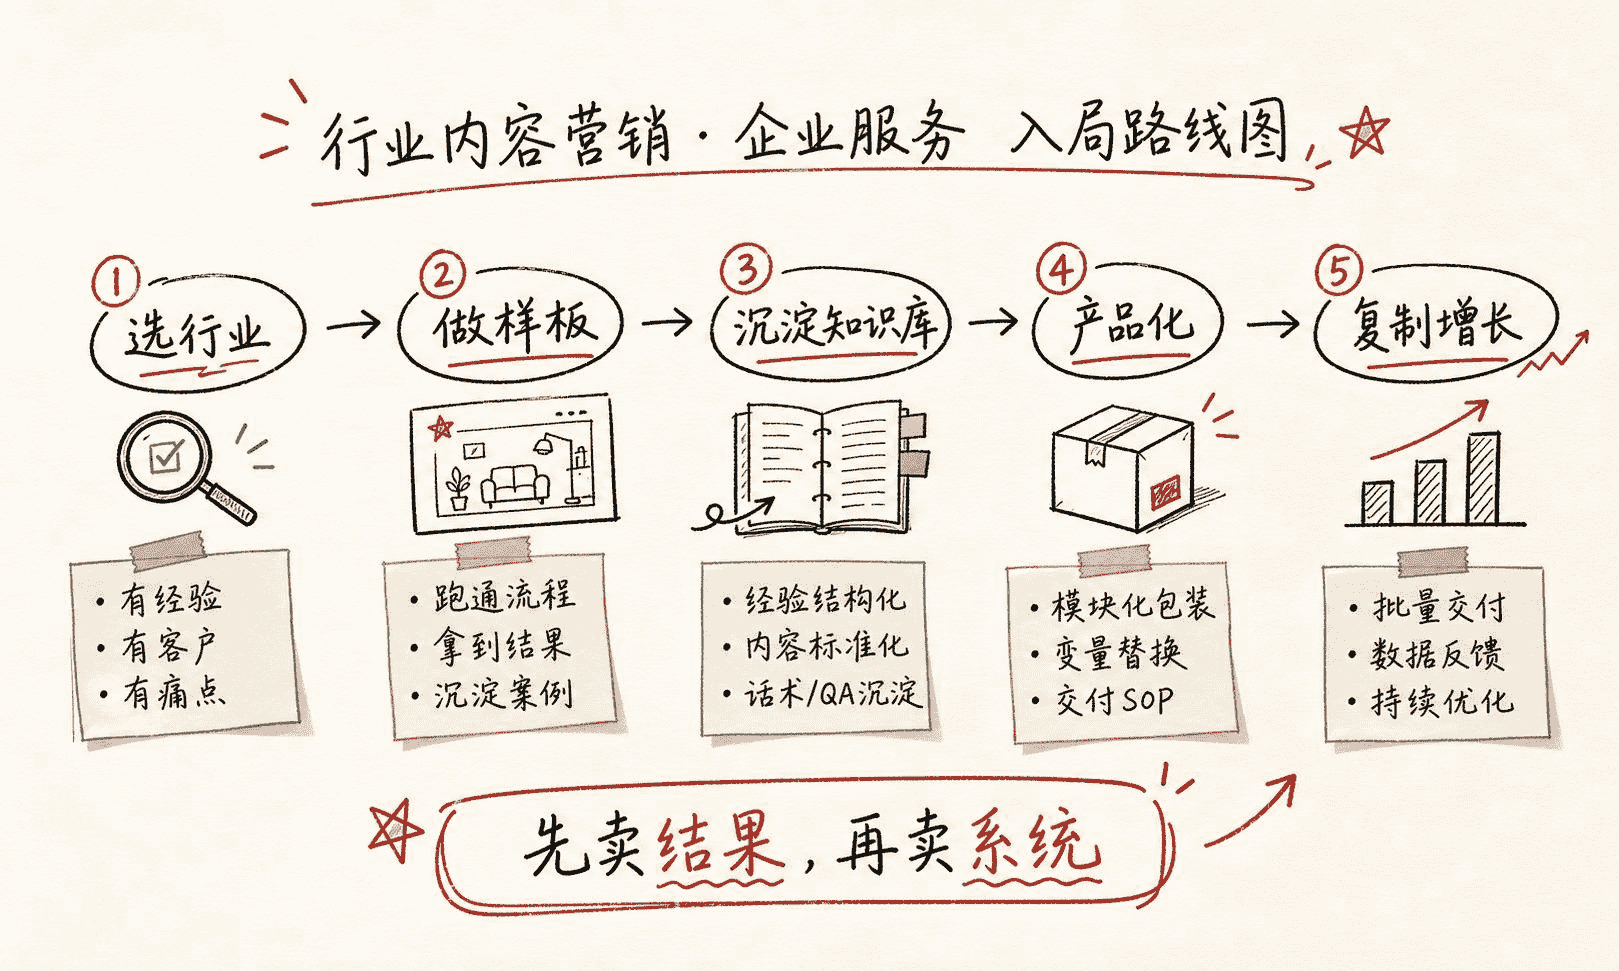 行业内容营销·企业服务 入局路线图
① 选行业
② 做样板
③ 沉淀知识库
④ 产品化
⑤ 复制增长
• 有经验
• 有客户
• 有痛点
• 跑通流程
• 拿到结果
• 沉淀案例
• 经验结构化
• 内容标准化
• 话术/QA沉淀
• 模块化包装
• 变量替换
• 交付SOP
• 批量交付
• 数据反馈
• 持续优化
先卖结果，再卖系统